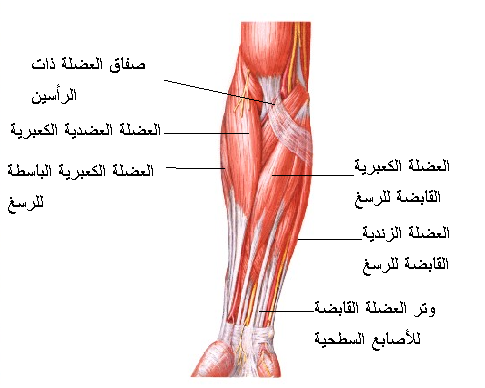 صفاق العضلة ذات
الرأسين
العضلة العضدية الكعبرية
العضلة الكعبرية الباسطة
للرسغ
العضلة الكعبرية
القابضة للرسغ
العضلة الزندية
القابضة للرسغ
وتر العضلة القابضة
للأصابع السطحية